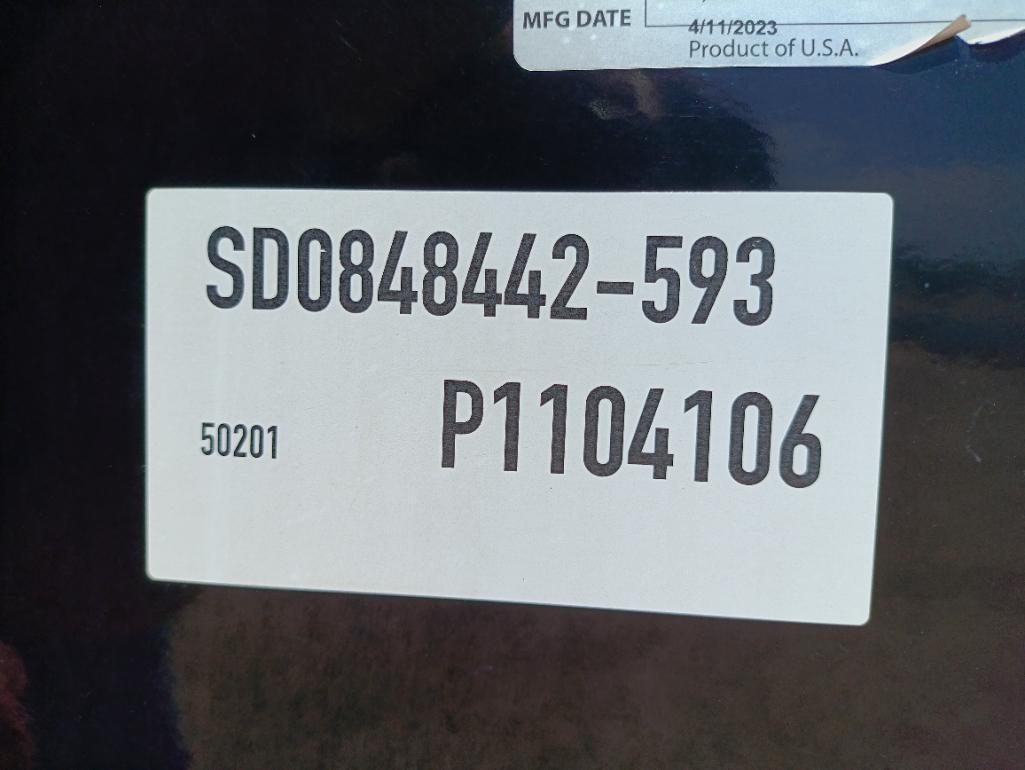 MFG DATE
4/11/2023
Product of U.S.A.
SD0848442-593
50201 P1104106